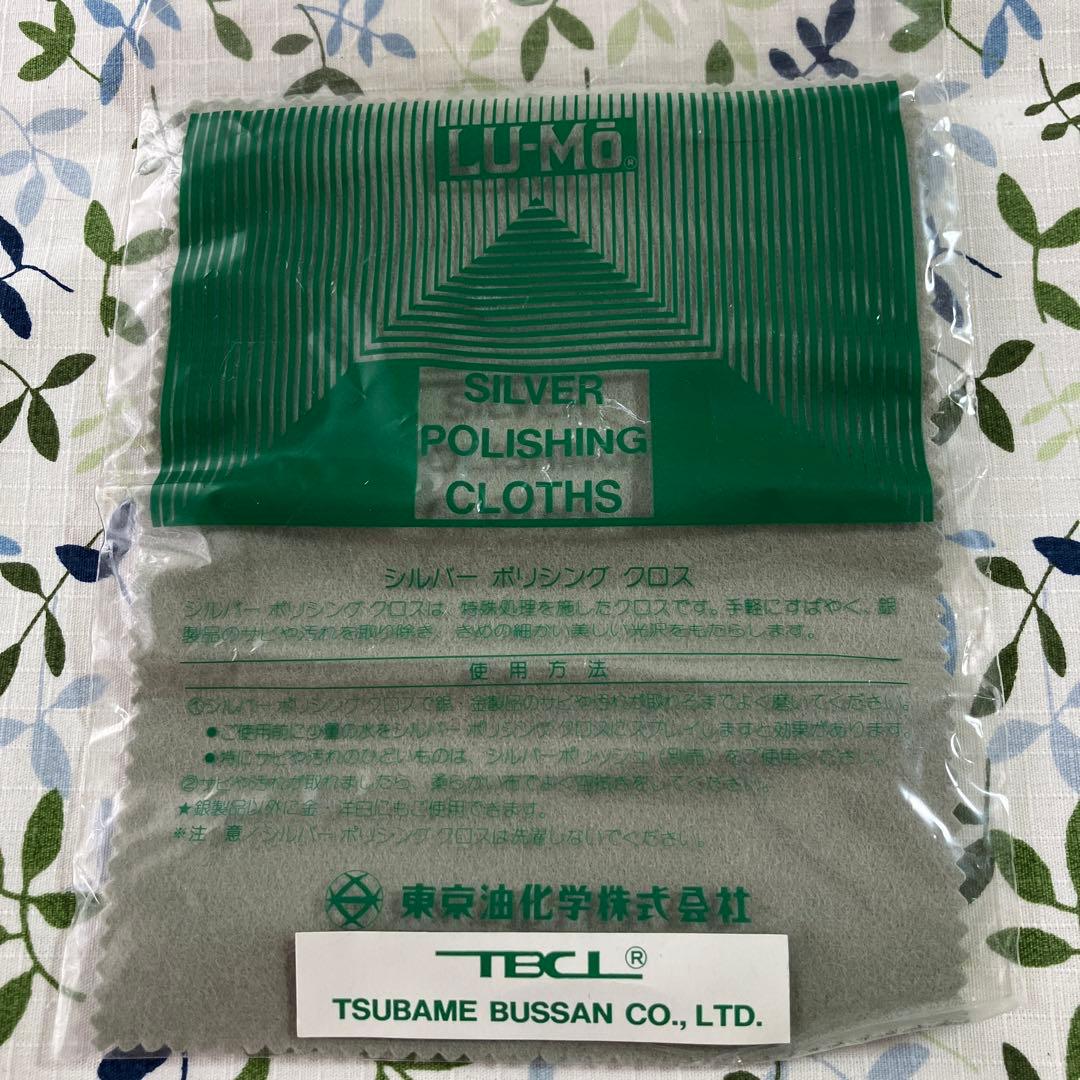 LU-Mō®
SILVER
POLISHING
CLOTHS
シルバー ポリシング クロス
シルバー ポリシング クロスは、特殊処理を施したクロスです。手軽にすばやく、銀
製品のサビや汚れを取り除き、きめの細かい美しい光沢をもたらします。
使用方法
①シルバー ポリシング クロスで銀、金製品のサビや汚れが取れるまでよく磨いてください。
●ご使用前に少量の水をシルバー ポリシング クロスにスプレイしますと効果があります。
●特にサビや汚れのひどいものは、シルバーポリッシュ(別売)をご使用ください。
②サビや汚れが取れましたら、柔らかい布でよく空拭きをしてください。
★銀製品以外に金・洋白にもご使用できます。
※注 意/シルバー ポリシング クロスは洗濯しないでください。
東京油化学株式会社
TBCL®
TSUBAME BUSSAN CO., LTD.